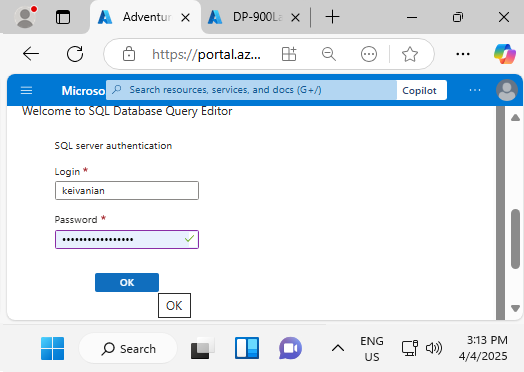 Adventur
DP-900La
https://portal.az...
Microso
Search resources, services, and docs (G+/)
Copilot
Welcome to SQL Database Query Editor
SQL server authentication
Login *
keivanian
Password *
•••••••••••••••••
OK
OK
Search
ENG
US
3:13 PM
4/4/2025